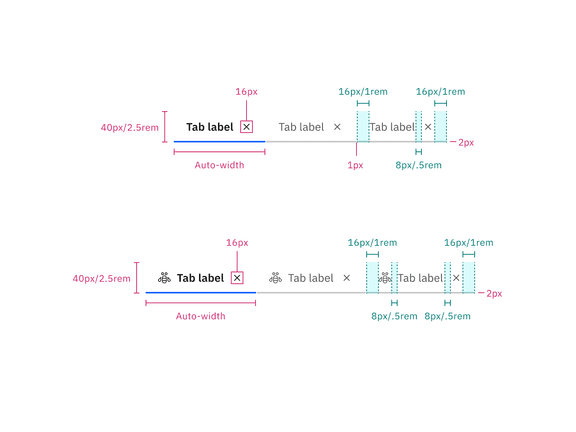 16px 16px/1rem 16px/1rem
40px/2.5rem Tab label Tab label Tab label
2px
Auto-width 1px 8px/.5rem
16px 16px/1rem 16px/1rem
40px/2.5rem Tab label Tab label Tab label
2px
Auto-width 8px/.5rem 8px/.5rem